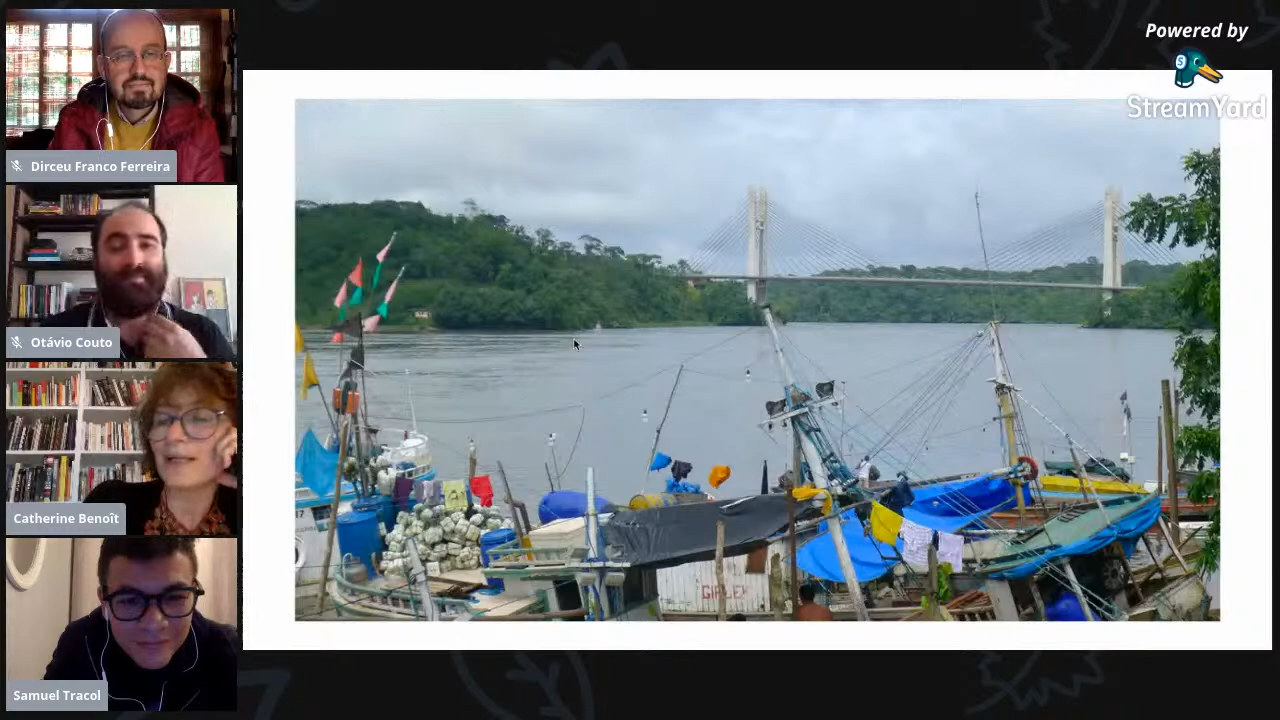 Powered by
StreamYard
Dirceu Franco Ferreira
Otávio Couto
Catherine Benoît
Samuel Tracol